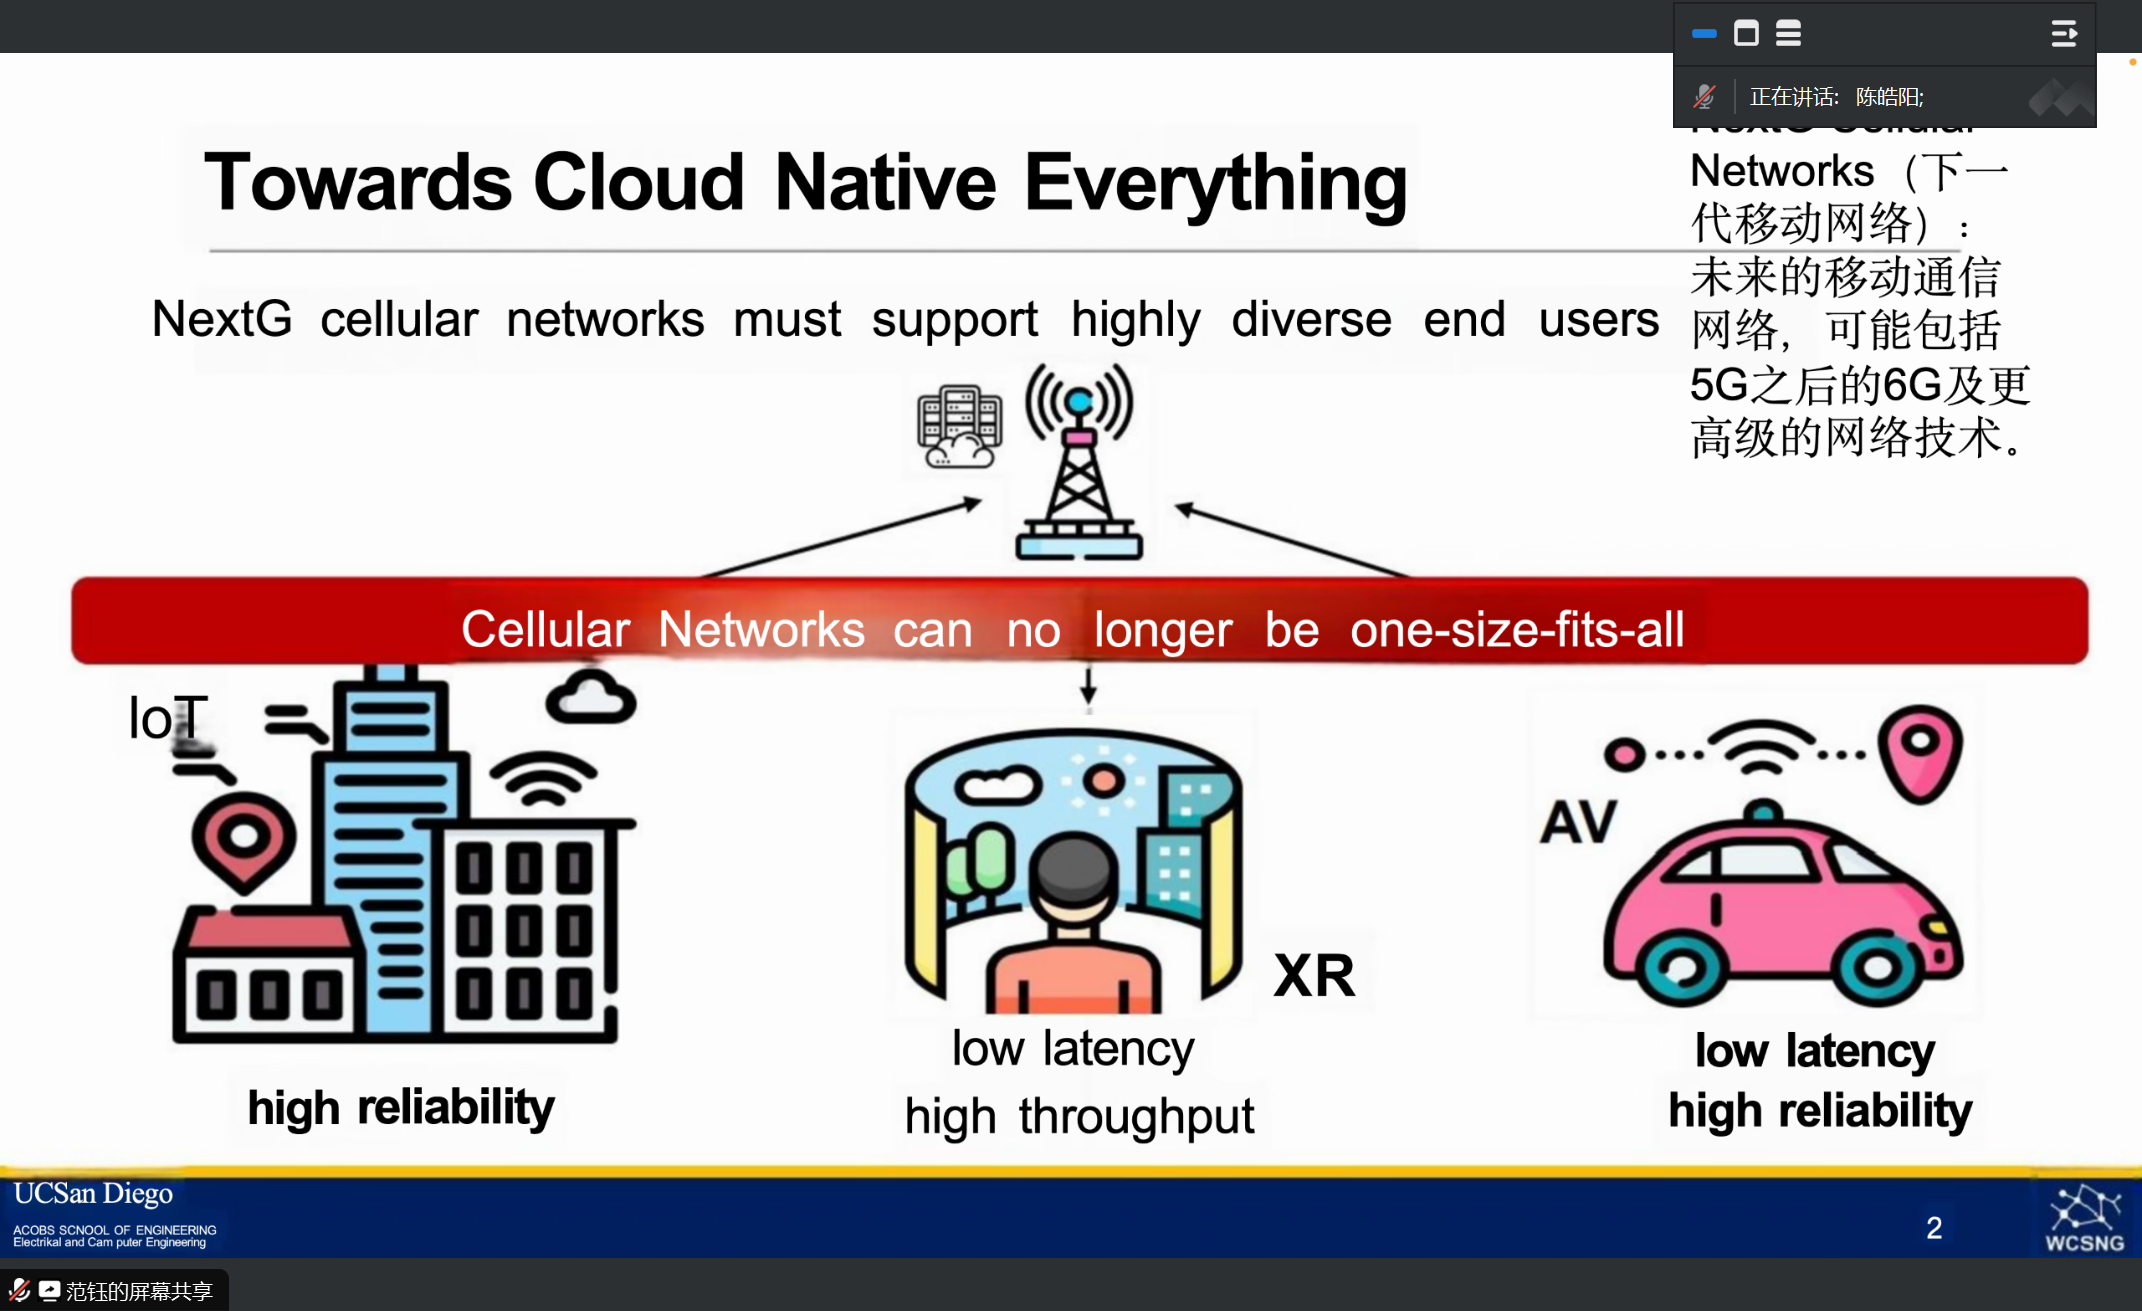 正在讲话: 陈皓阳;
Towards Cloud Native Everything
NextG cellular networks must support highly diverse end users
NextG Cellular
Networks（下一
代移动网络）：
未来的移动通信
网络，可能包括
5G之后的6G及更
高级的网络技术。
Cellular Networks can no longer be one-size-fits-all
IoT
high reliability
XR
low latency
high throughput
AV
low latency
high reliability
UCSan Diego
ACOBS SCNOOL OF ENGINEERING
Electrikal and Cam puter Engineering
2
WCSNG
范钰的屏幕共享